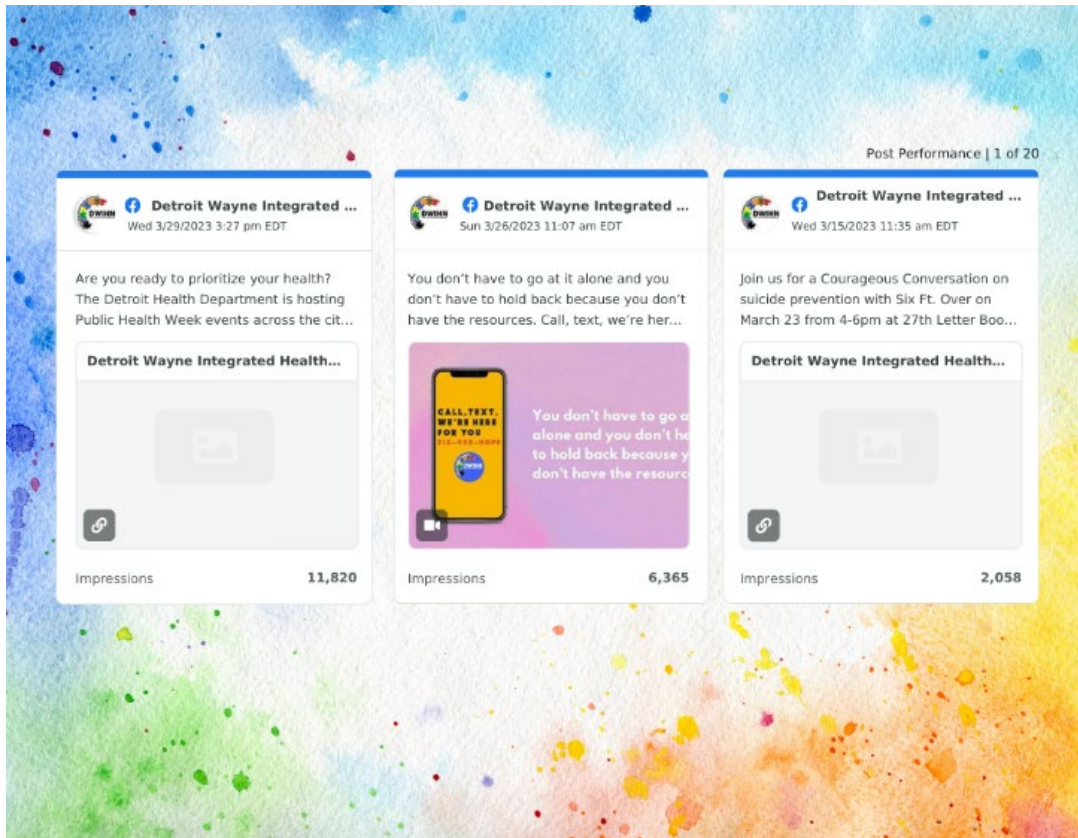 Post Performance | 1 of 20
Detroit Wayne Integrated ...
Wed 3/29/2023 3:27 pm EDT
Are you ready to prioritize your health?
The Detroit Health Department is hosting
Public Health Week events across the cit...
Detroit Wayne Integrated Health...
Impressions 11,820
DWIHN
Detroit Wayne Integrated ...
Sun 3/26/2023 11:07 am EDT
You don't have to go at it alone and you
don't have to hold back because you don't
have the resources. Call, text, we're her...
CALL, TEXT,
WE'RE HERE
FOR YOU
You don't have to go a
alone and you don't ha
to hold back because y
don't have the resourc
Impressions 6,365
DWIHN
Detroit Wayne Integrated ...
Wed 3/15/2023 11:35 am EDT
Join us for a Courageous Conversation on
suicide prevention with Six Ft. Over on
March 23 from 4-6pm at 27th Letter Boo...
Detroit Wayne Integrated Health...
Impressions 2,058
DWIHN